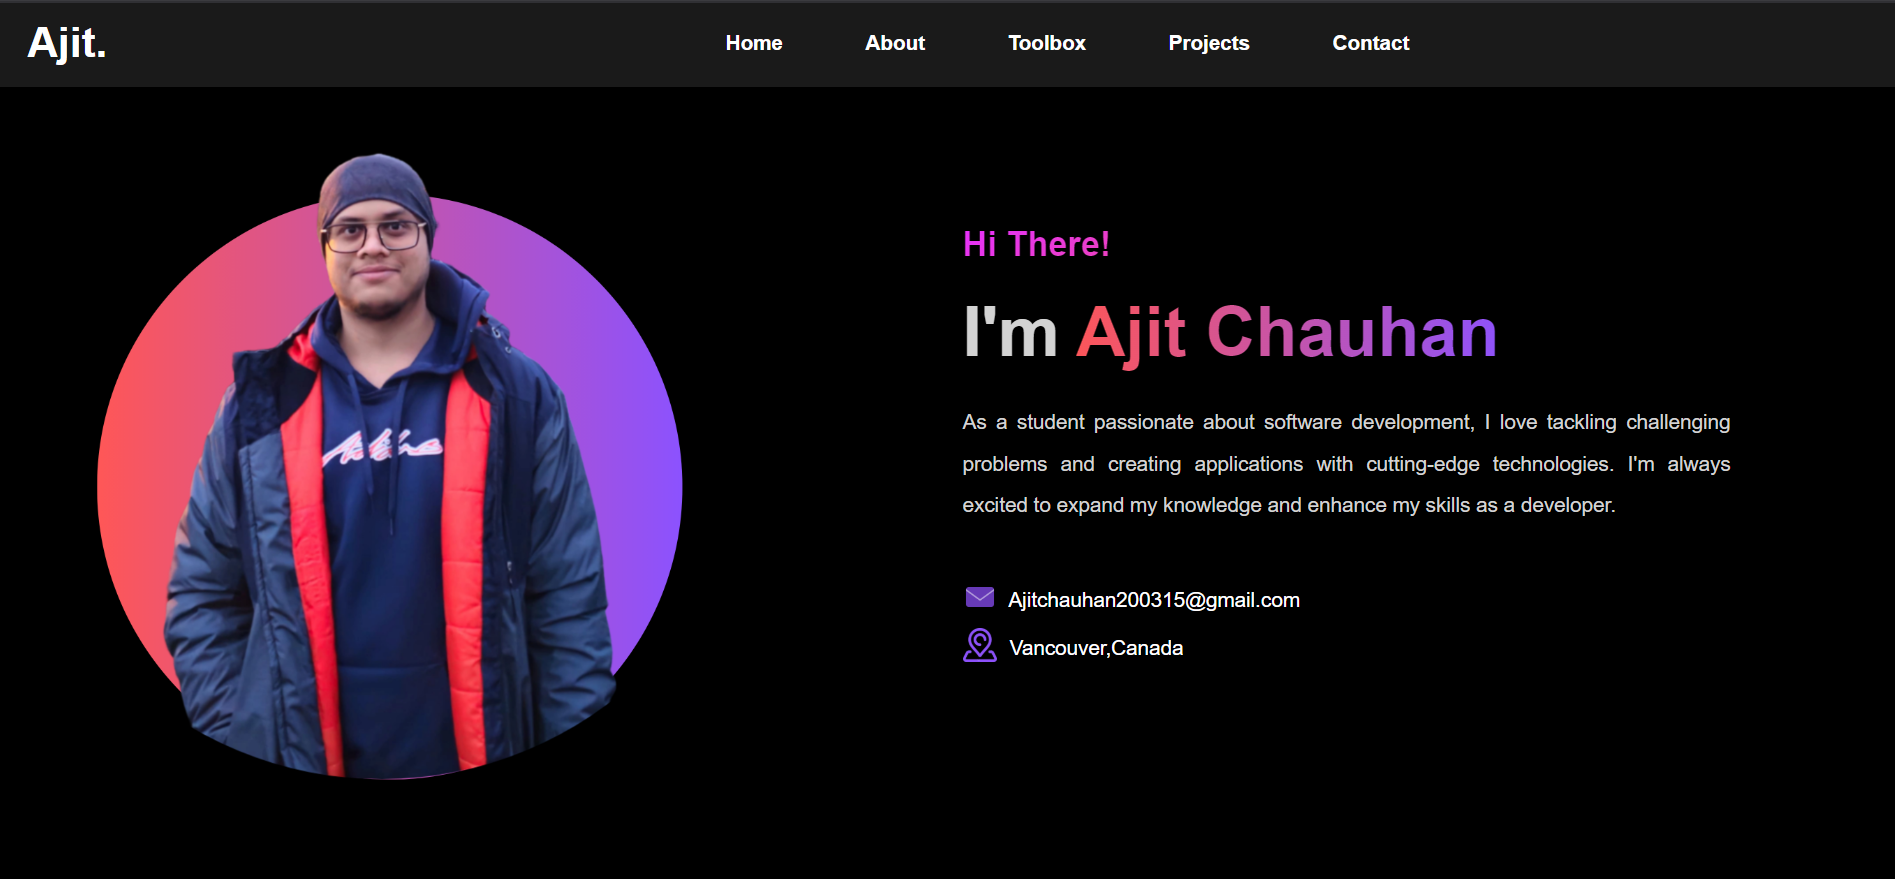 Ajit.
Home About Toolbox Projects Contact
Hi There!
I'm Ajit Chauhan
As a student passionate about software development, I love tackling challenging
problems and creating applications with cutting-edge technologies. I'm always
excited to expand my knowledge and enhance my skills as a developer.
Ajitchauhan200315@gmail.com
Vancouver,Canada